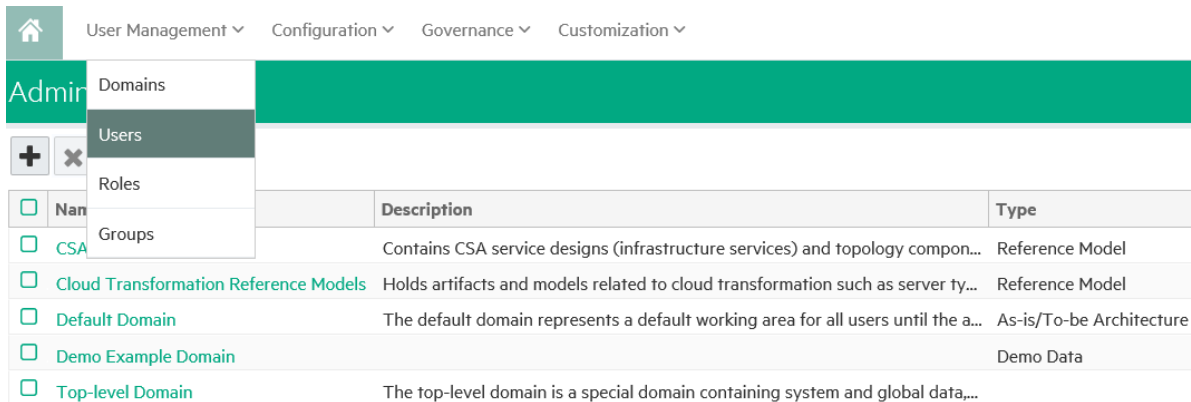 User Management Configuration Governance Customization
Domains
Admin
Users
Roles
Nam Description Type
Groups
CSA Contains CSA service designs (infrastructure services) and topology compon... Reference Model
Cloud Transformation Reference Models Holds artifacts and models related to cloud transformation such as server ty... Reference Model
Default Domain The default domain represents a default working area for all users until the a... As-is/To-be Architecture
Demo Example Domain Demo Data
Top-level Domain The top-level domain is a special domain containing system and global data,...